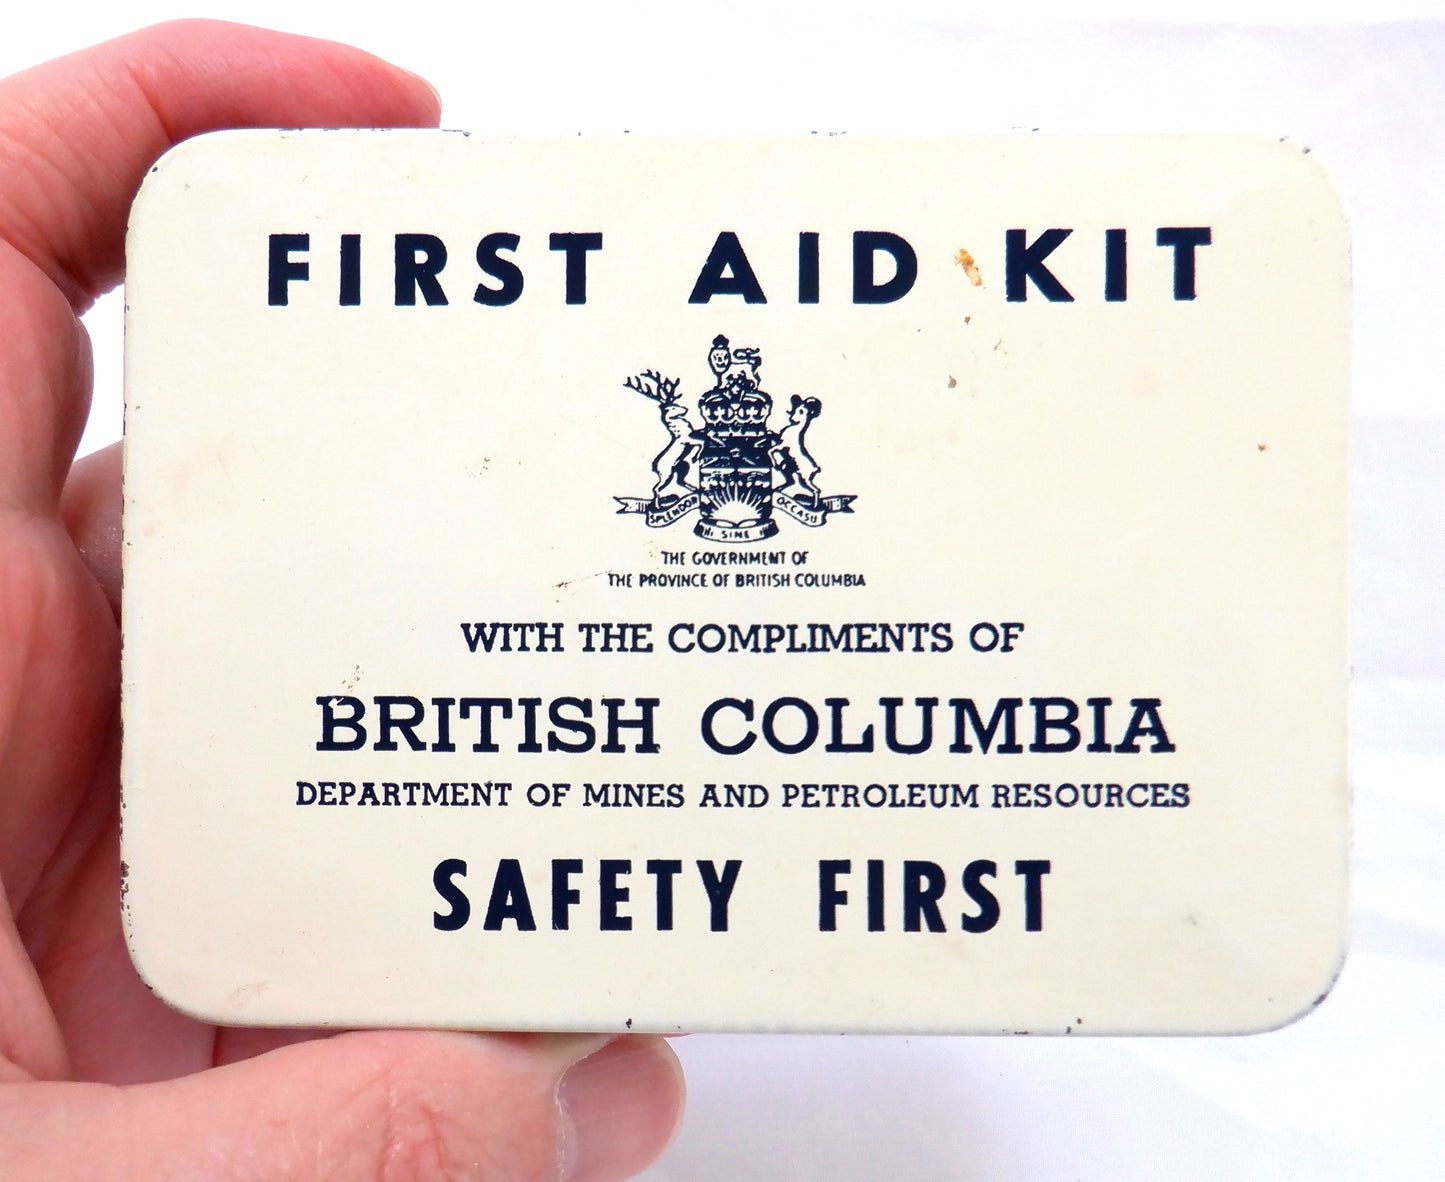 FIRST AID KIT
SPLENDOR SINE OCCASU
THE GOVERNMENT OF
THE PROVINCE OF BRITISH COLUMBIA
WITH THE COMPLIMENTS OF
BRITISH COLUMBIA
DEPARTMENT OF MINES AND PETROLEUM RESOURCES
SAFETY FIRST